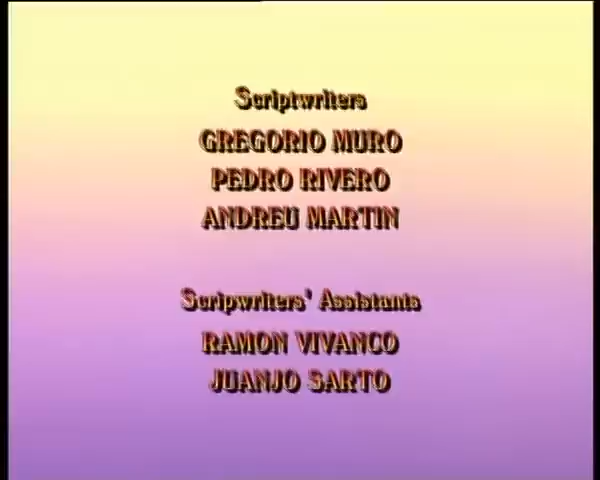 Scriptwriters
GREGORIO MURO
PEDRO RIVERO
ANDREU MARTIN
Scripwriters' Assistants
RAMON VIVANCO
JUANJO SARTO